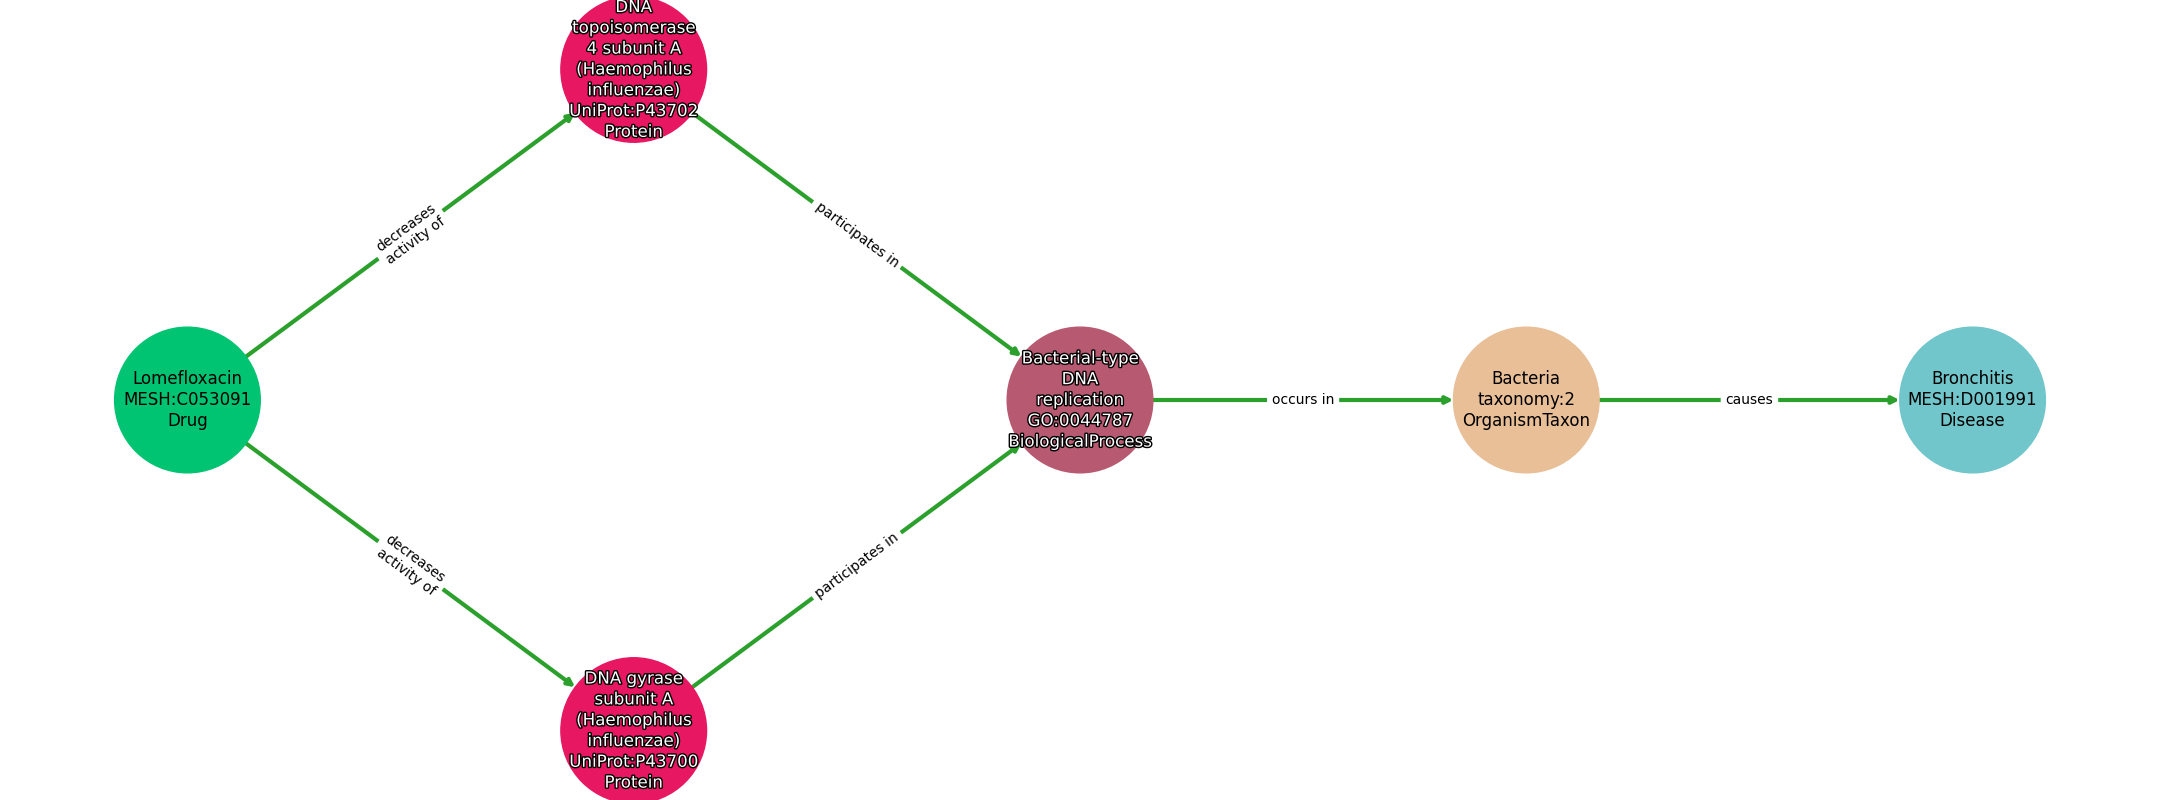 DNA
topoisomerase
4 subunit A
(Haemophilus
influenzae)
UniProt:P43702
Protein
decreases
activity of
participates in
Lomefloxacin
MESH:C053091
Drug
Bacterial-type
DNA
replication
GO:0044787
BiologicalProcess
occurs in
Bacteria
taxonomy:2
OrganismTaxon
causes
Bronchitis
MESH:D001991
Disease
decreases
activity of
participates in
DNA gyrase
subunit A
(Haemophilus
influenzae)
UniProt:P43700
Protein